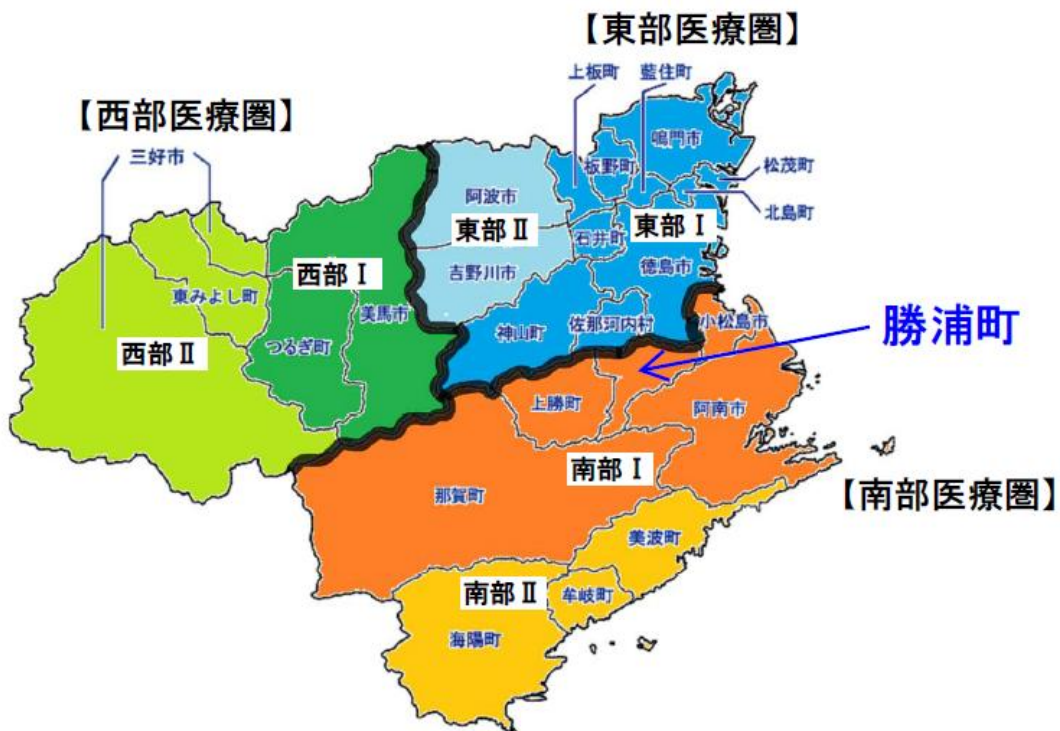 【東部医療圏】
上板町
藍住町
【西部医療圏】
三好市
鳴門市
板野町
松茂町
北島町
阿波市
東部Ⅱ
石井町
東部Ⅰ
吉野川市
徳島市
西部Ⅰ
東みよし町
美馬市
西部Ⅱ
つるぎ町
神山町
佐那河内村
小松島市
勝浦町
上勝町
阿南市
南部Ⅰ
那賀町
【南部医療圏】
美波町
南部Ⅱ
牟岐町
海陽町